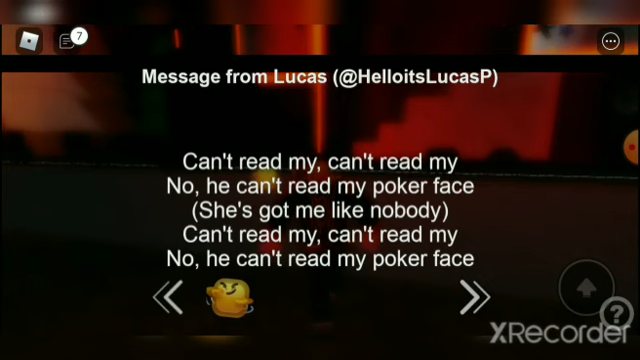 7
Message from Lucas (@HelloitsLucasP)
Can't read my, can't read my
No, he can't read my poker face
(She's got me like nobody)
Can't read my, can't read my
No, he can't read my poker face
?
XRecorder